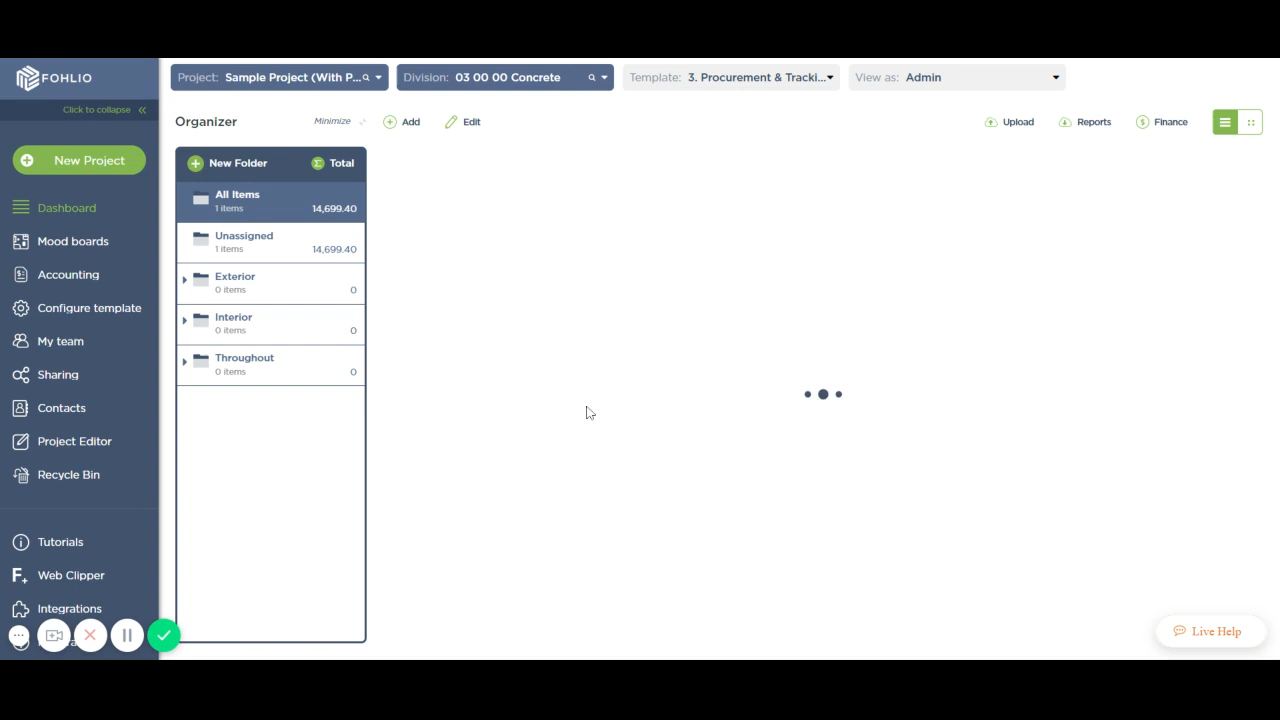 FOHLIO
Project: Sample Project (With P...
Division: 03 00 00 Concrete
Template: 3. Procurement & Tracki...
View as: Admin
Click to collapse
Organizer
Minimize
Add
Edit
Upload
Reports
Finance
New Project
New Folder
Total
All Items
1 items
14,699.40
Unassigned
1 items
14,699.40
Exterior
0 items
0
Interior
0 items
0
Throughout
0 items
0
Dashboard
Mood boards
Accounting
Configure template
My team
Sharing
Contacts
Project Editor
Recycle Bin
Tutorials
Web Clipper
Integrations
Live Help